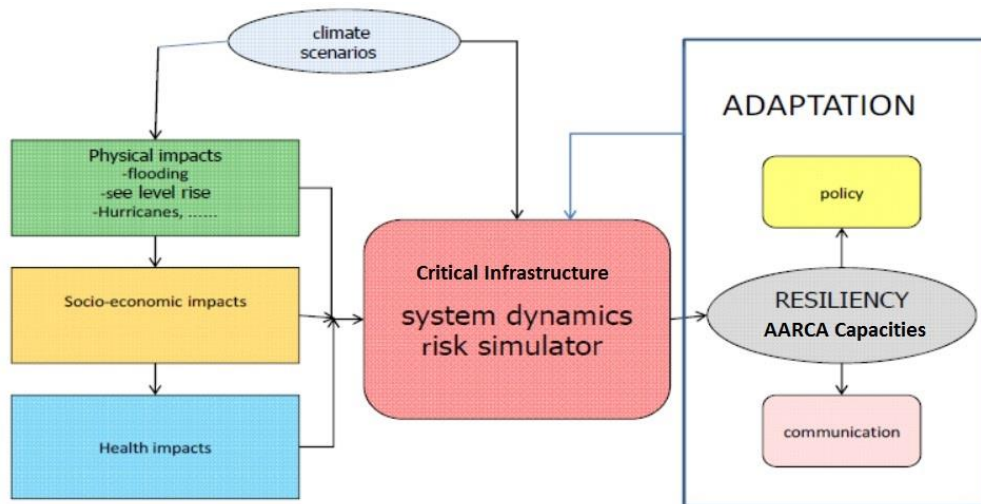 climate
scenarios
Physical impacts
-flooding
-see level rise
-Hurricanes, ......
Socio-economic impacts
Health impacts
Critical Infrastructure
system dynamics
risk simulator
ADAPTATION
policy
RESILIENCY
AARCA Capacities
communication